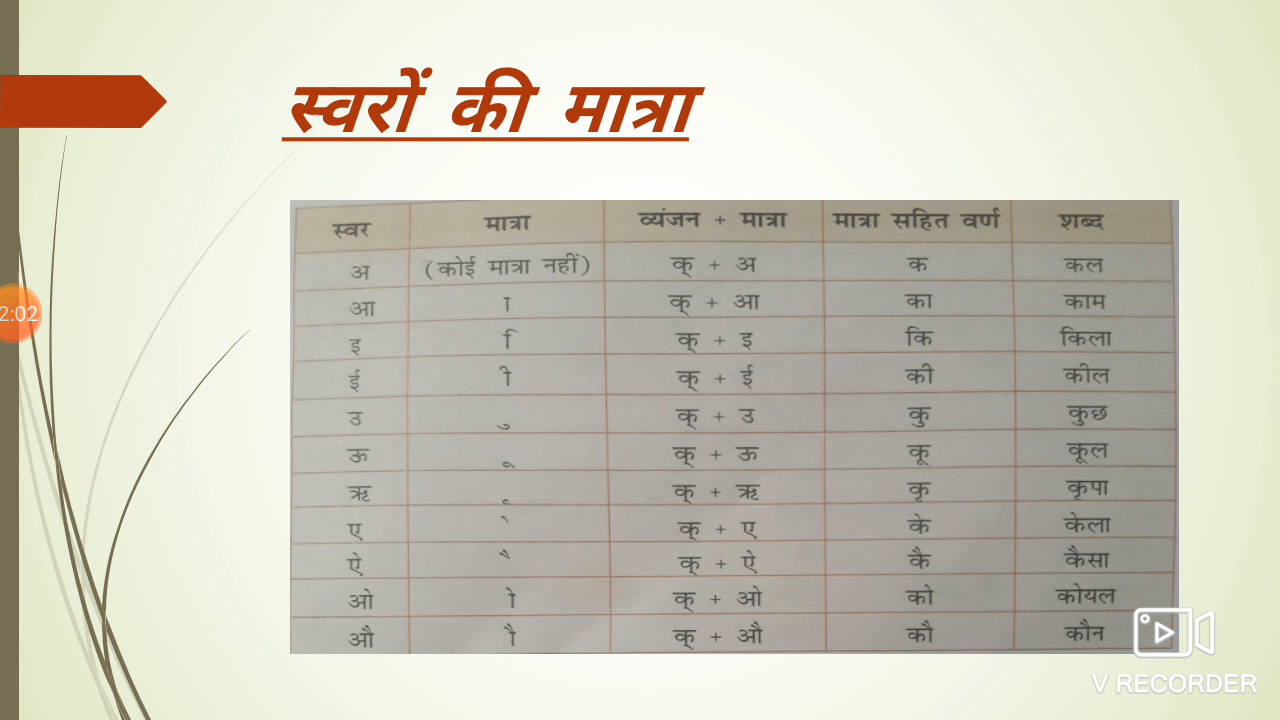 स्वरों की मात्रा
स्वर मात्रा व्यंजन + मात्रा मात्रा सहित वर्ण शब्द
अ (कोई मात्रा नहीं) क् + अ क कल
आ ा क् + आ का काम
इ ि क् + इ कि किला
ई ी क् + ई की कील
उ ु क् + उ कु कुछ
ऊ ू क् + ऊ कू कूल
ऋ ृ क् + ऋ कृ कृपा
ए े क् + ए के केला
ऐ ै क् + ऐ कै कैसा
ओ ो क् + ओ को कोयल
औ ौ क् + औ कौ कौन
2:02
V RECORDER